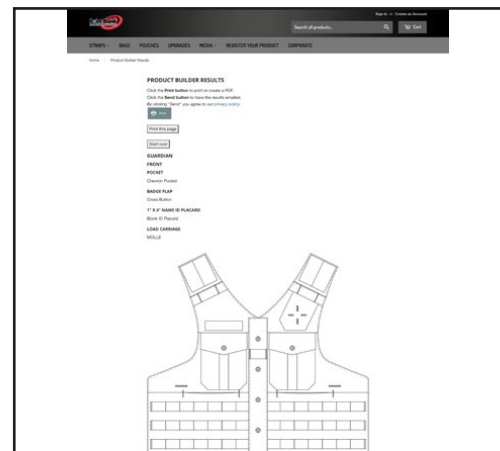 Sign in or Create an Account
Search all products...
Cart
STRAPS BAGS POUCHES UPGRADES MEDIA REGISTER YOUR PRODUCT CORPORATE
Home › Product Builder Results
PRODUCT BUILDER RESULTS
Click the Print button to print or create a PDF.
Click the Send button to have the results emailed.
By clicking "Send" you agree to our privacy policy.
Print
Print this page
Start over
GUARDIAN
FRONT
POCKET
Chevron Pocket
BADGE FLAP
Cross Button
1" X 4" NAME ID PLACARD
Blank ID Placard
LOAD CARRIAGE
MOLLE